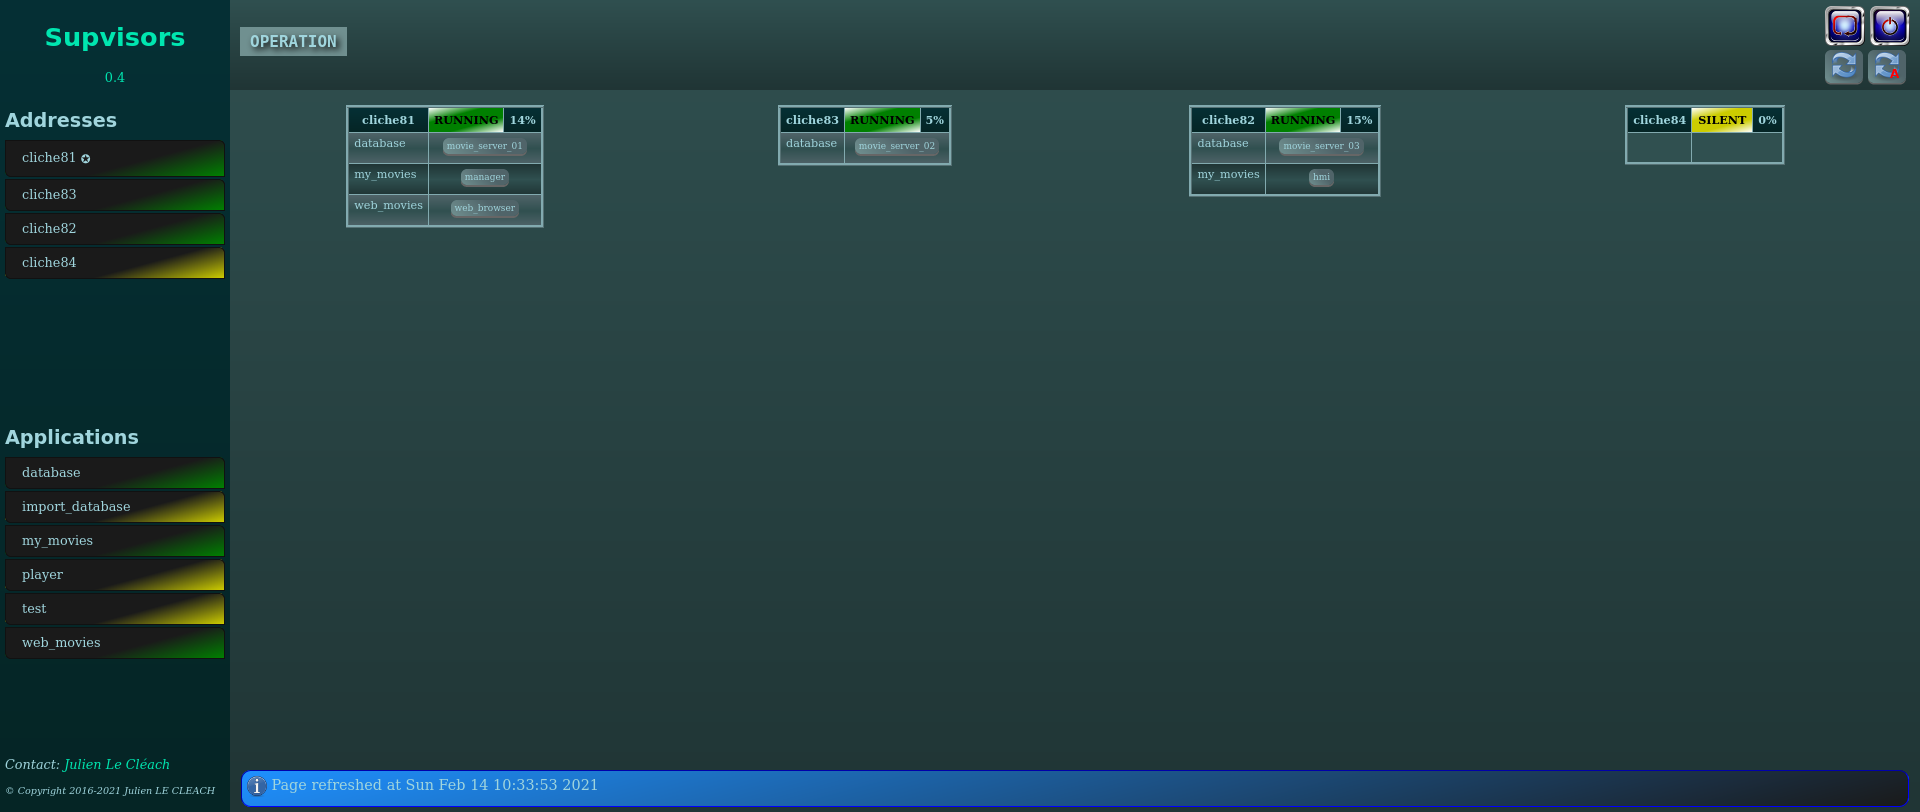 Supvisors
0.4
Addresses
cliche81 ✪
cliche83
cliche82
cliche84
Applications
database
import_database
my_movies
player
test
web_movies
Contact: Julien Le Cléach
© Copyright 2016-2021 Julien LE CLEACH
OPERATION
A
cliche81 RUNNING 14%
database movie_server_01
my_movies manager
web_movies web_browser
cliche83 RUNNING 5%
database movie_server_02
cliche82 RUNNING 15%
database movie_server_03
my_movies hmi
cliche84 SILENT 0%
Page refreshed at Sun Feb 14 10:33:53 2021